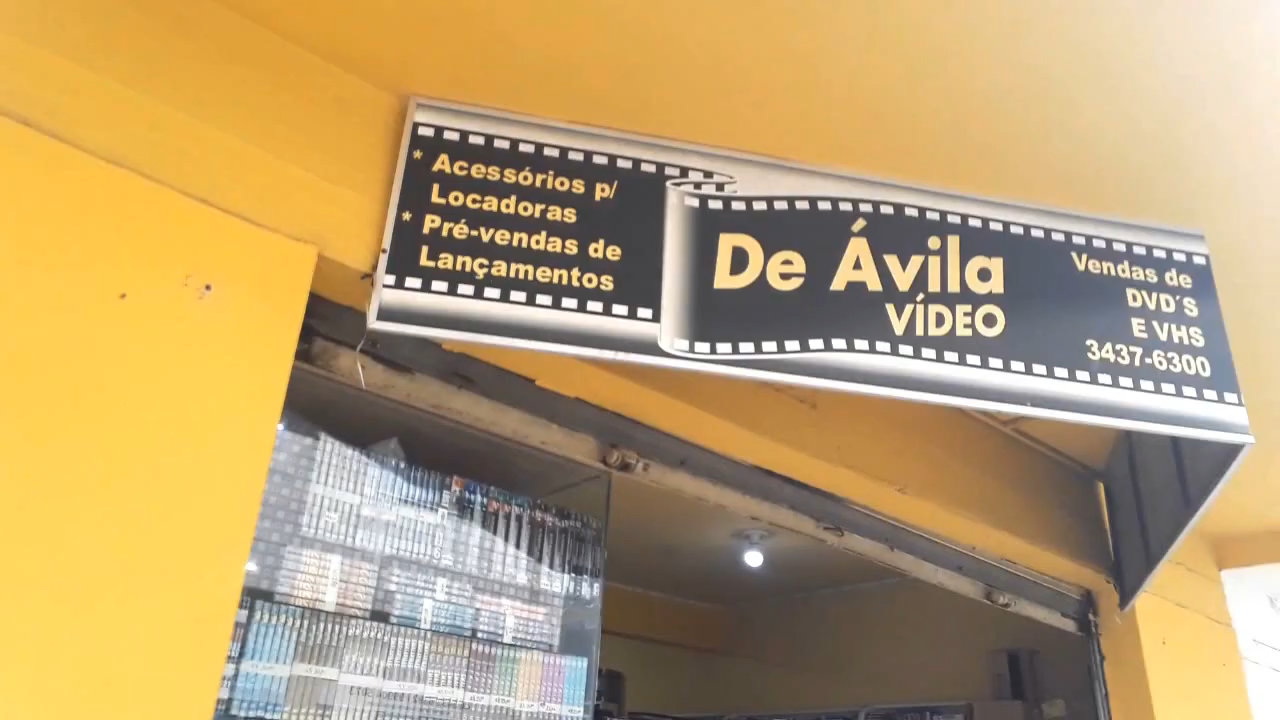 * Acessórios p/
Locadoras
* Pré-vendas de
Lançamentos
De Ávila
VÍDEO
Vendas de
DVD´S
E VHS
3437-6300